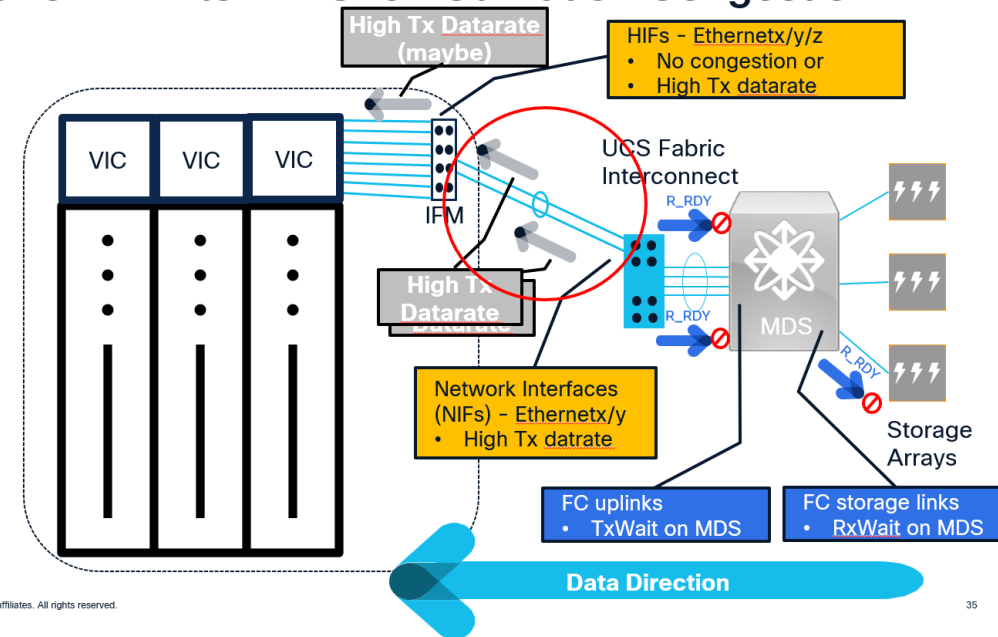 High Tx Datarate
(maybe)
HIFs - Ethernetx/y/z
• No congestion or
• High Tx datarate
VIC
VIC
VIC
IFM
UCS Fabric
Interconnect
R_RDY
High Tx
Datarate
Datarate
R_RDY
MDS
R_RDY
Network Interfaces
(NIFs) - Ethernetx/y
• High Tx datrate
Storage
Arrays
FC uplinks
• TxWait on MDS
FC storage links
• RxWait on MDS
Data Direction
ffiliates. All rights reserved.
35